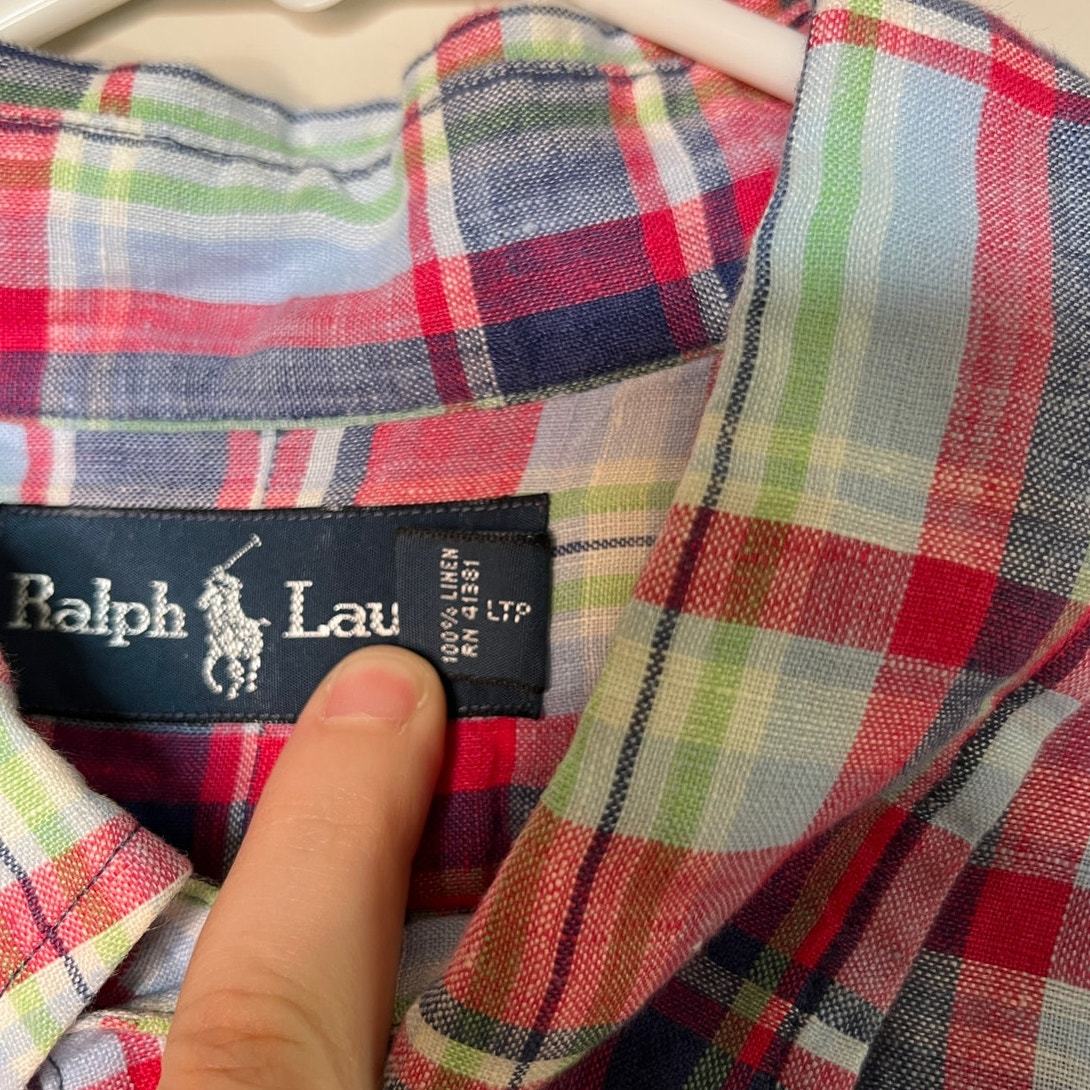 Ralph Lau
100% LINEN
RN 41381
LTP